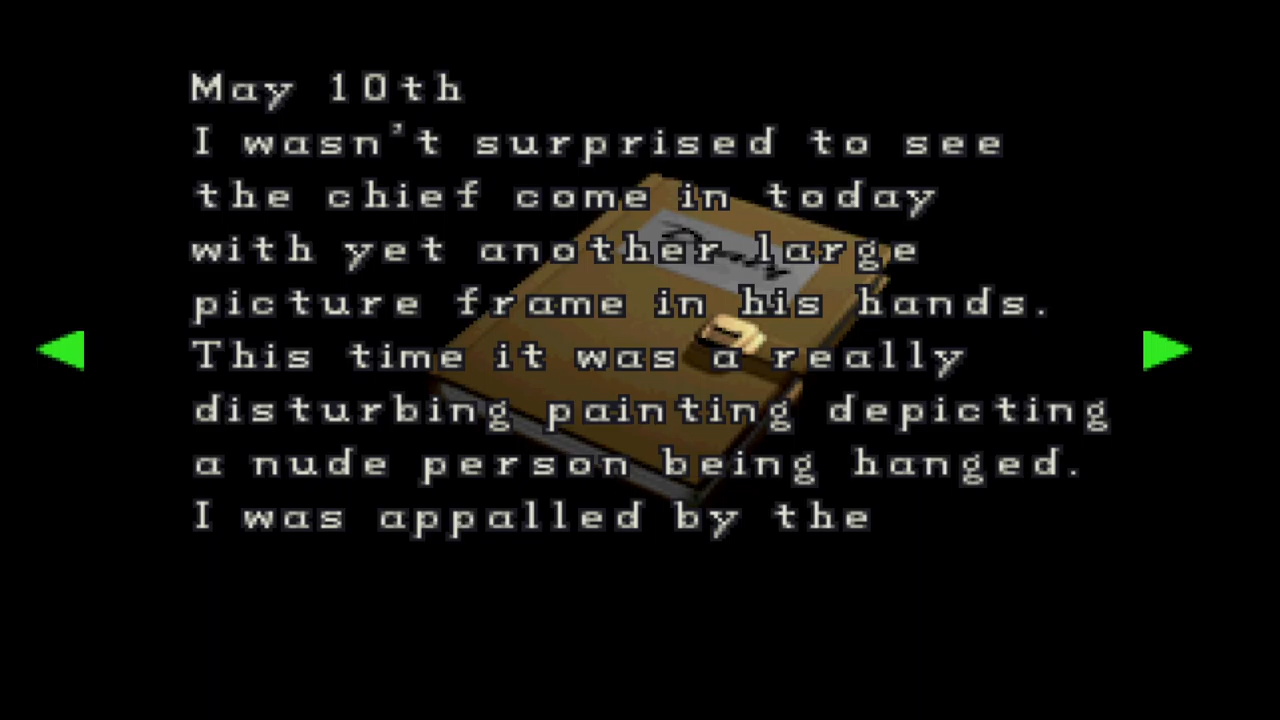 May 10th
I wasn't surprised to see
the chief come in today
with yet another large
picture frame in his hands.
This time it was a really
disturbing painting depicting
a nude person being hanged.
I was appalled by the
Diary